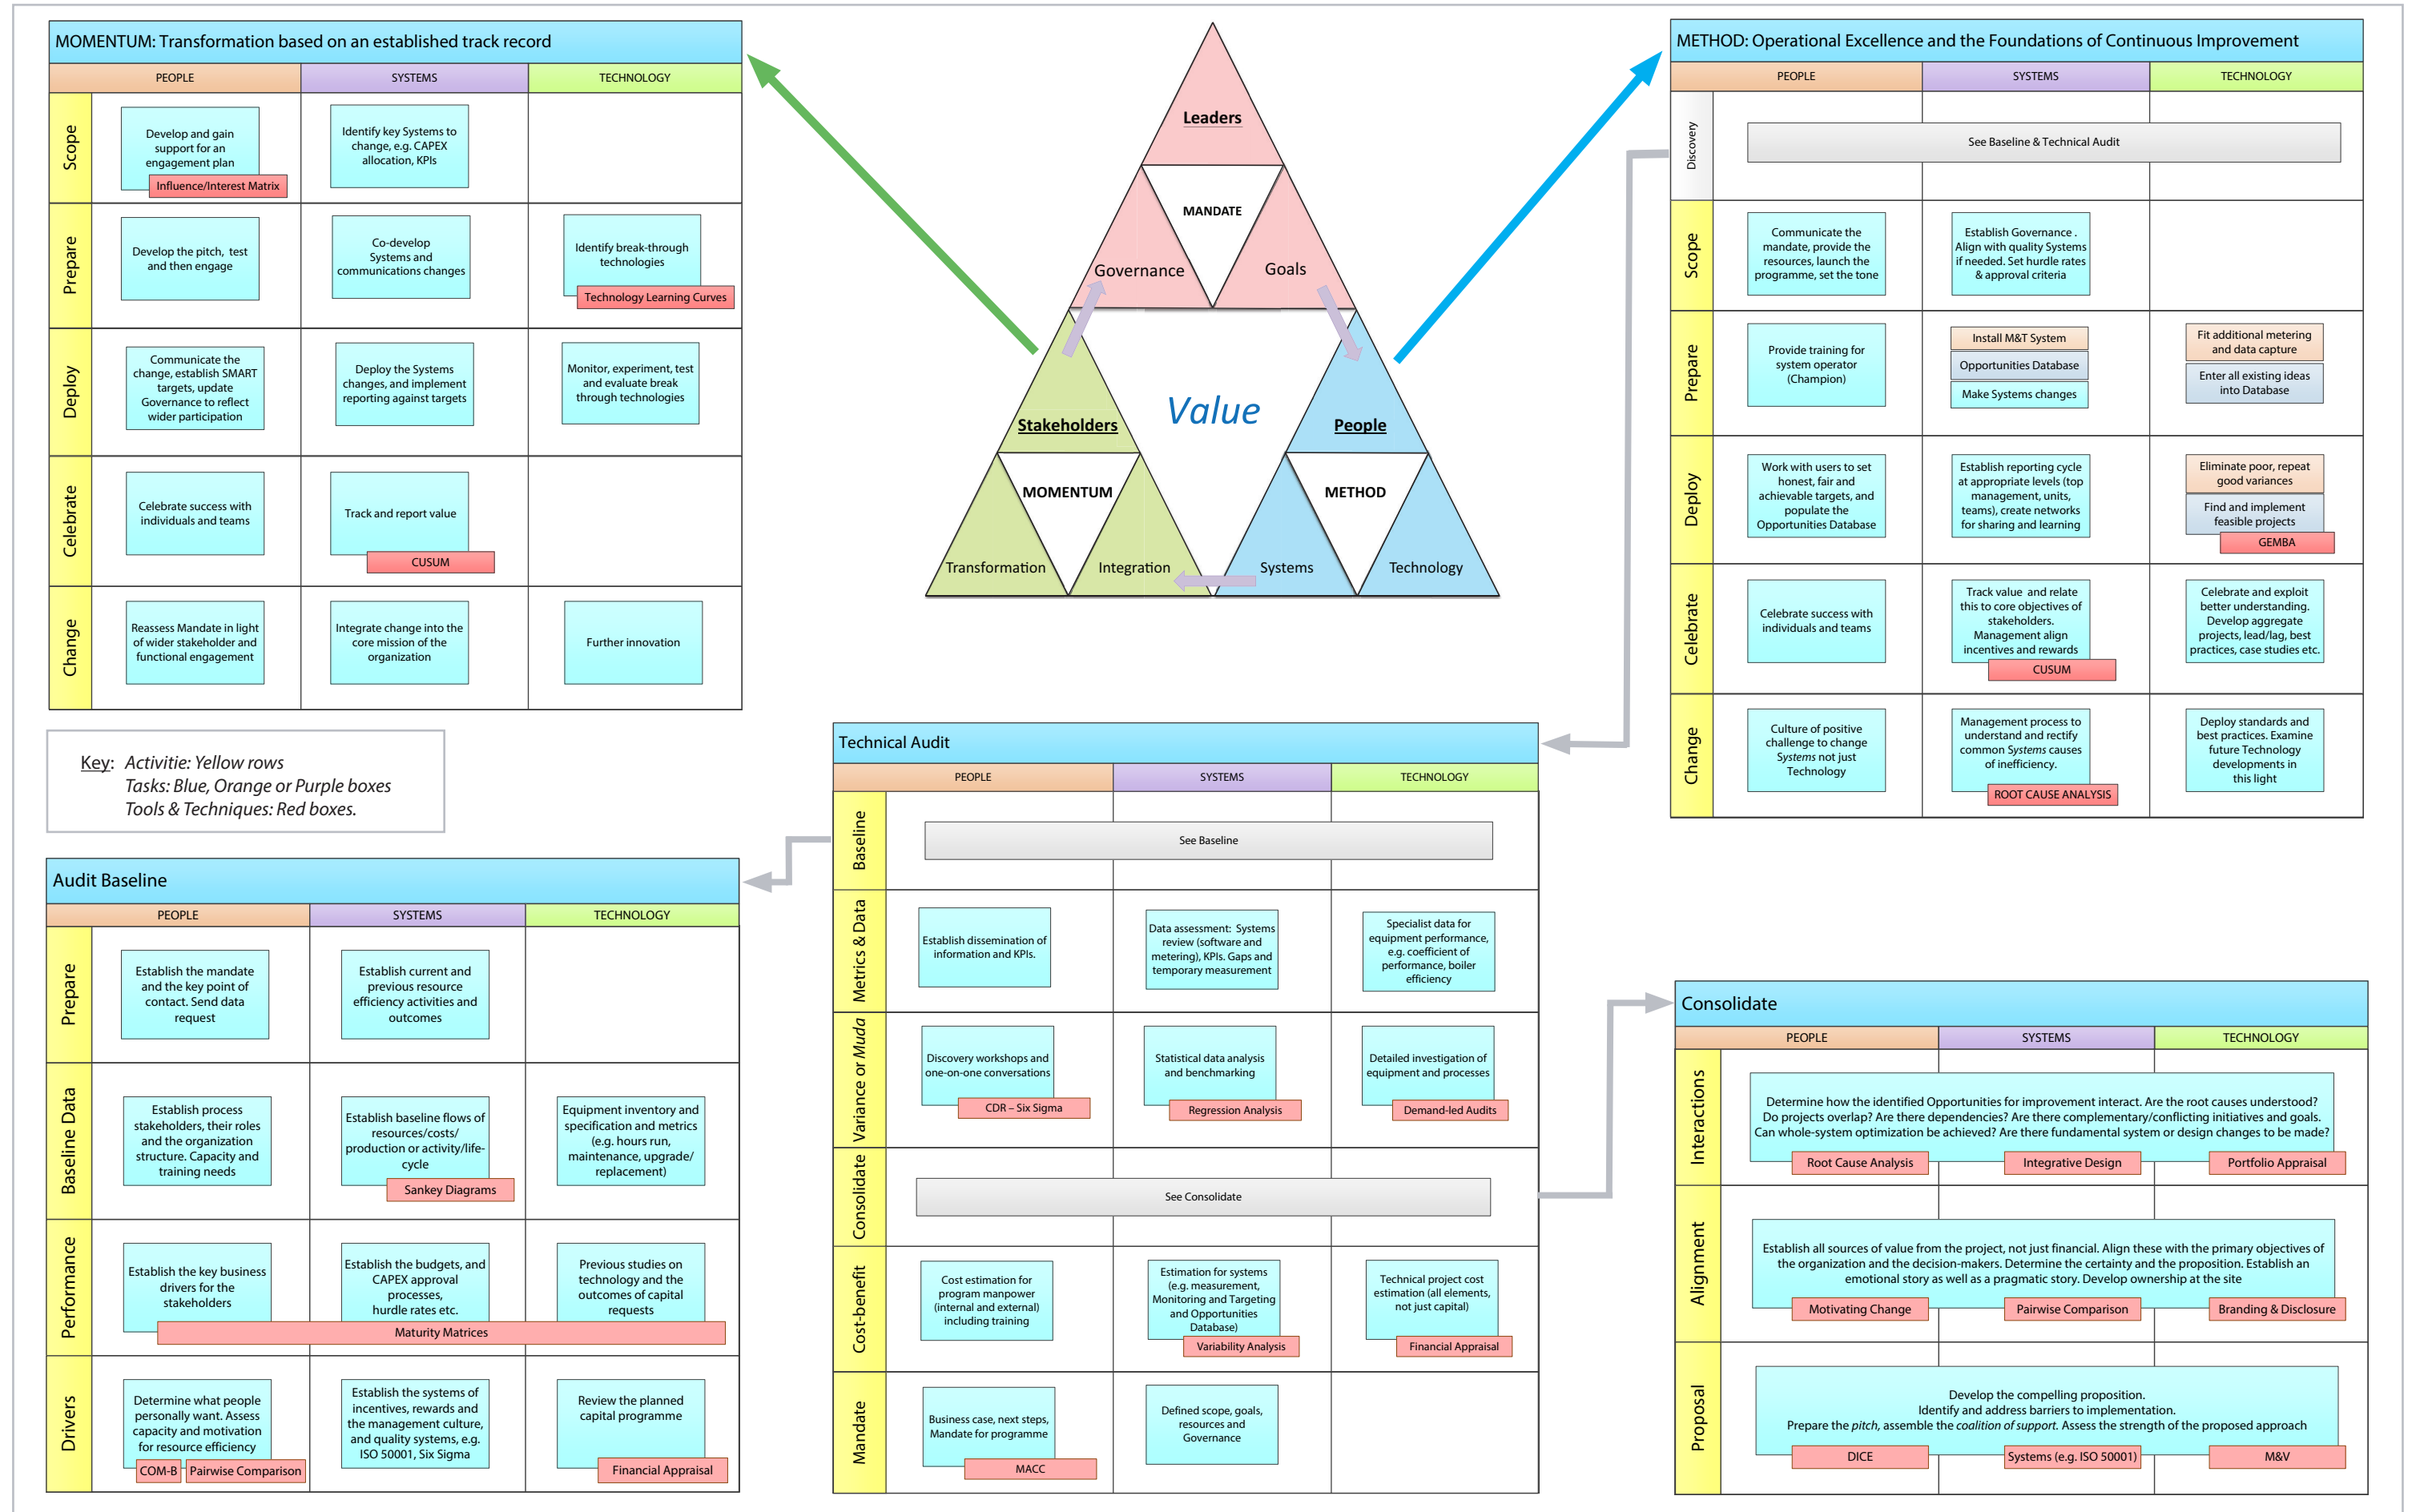 MOMENTUM: Transformation based on an established track record
PEOPLE
SYSTEMS
TECHNOLOGY
Scope
Develop and gain
support for an
engagement plan
Influence/Interest Matrix
Identify key Systems to
change, e.g. CAPEX
allocation, KPIs
Prepare
Develop the pitch, test
and then engage
Co-develop
Systems and
communications changes
Identify break-through
technologies
Technology Learning Curves
Deploy
Communicate the
change, establish SMART
targets, update
Governance to reflect
wider participation
Deploy the Systems
changes, and implement
reporting against targets
Monitor, experiment, test
and evaluate break
through technologies
Celebrate
Celebrate success with
individuals and teams
Track and report value
CUSUM
Change
Reassess Mandate in light
of wider stakeholder and
functional engagement
Integrate change into the
core mission of the
organization
Further innovation
Leaders
MANDATE
Governance
Goals
Value
Stakeholders
People
MOMENTUM
METHOD
Transformation
Integration
Systems
Technology
METHOD: Operational Excellence and the Foundations of Continuous Improvement
PEOPLE
SYSTEMS
TECHNOLOGY
Discovery
See Baseline & Technical Audit
Scope
Communicate the
mandate, provide the
resources, launch the
programme, set the tone
Establish Governance .
Align with quality Systems
if needed. Set hurdle rates
& approval criteria
Prepare
Provide training for
system operator
(Champion)
Install M&T System
Opportunities Database
Make Systems changes
Fit additional metering
and data capture
Enter all existing ideas
into Database
Deploy
Work with users to set
honest, fair and
achievable targets, and
populate the
Opportunities Database
Establish reporting cycle
at appropriate levels (top
management, units,
teams), create networks
for sharing and learning
Eliminate poor, repeat
good variances
Find and implement
feasible projects
GEMBA
Celebrate
Celebrate success with
individuals and teams
Track value and relate
this to core objectives of
stakeholders.
Management align
incentives and rewards
CUSUM
Celebrate and exploit
better understanding.
Develop aggregate
projects, lead/lag, best
practices, case studies etc.
Change
Culture of positive
challenge to change
Systems not just
Technology
Management process to
understand and rectify
common Systems causes
of inefficiency.
ROOT CAUSE ANALYSIS
Deploy standards and
best practices. Examine
future Technology
developments in
this light
Key: Activitie: Yellow rows
Tasks: Blue, Orange or Purple boxes
Tools & Techniques: Red boxes.
Audit Baseline
PEOPLE
SYSTEMS
TECHNOLOGY
Prepare
Establish the mandate
and the key point of
contact. Send data
request
Establish current and
previous resource
efficiency activities and
outcomes
Baseline Data
Establish process
stakeholders, their roles
and the organization
structure. Capacity and
training needs
Establish baseline flows of
resources/costs/
production or activity/life-
cycle
Sankey Diagrams
Equipment inventory and
specification and metrics
(e.g. hours run,
maintenance, upgrade/
replacement)
Performance
Establish the key business
drivers for the
stakeholders
Establish the budgets, and
CAPEX approval
processes,
hurdle rates etc.
Previous studies on
technology and the
outcomes of capital
requests
Maturity Matrices
Drivers
Determine what people
personally want. Assess
capacity and motivation
for resource efficiency
COM-B
Pairwise Comparison
Establish the systems of
incentives, rewards and
the management culture,
and quality systems, e.g.
ISO 50001, Six Sigma
Review the planned
capital programme
Financial Appraisal
Technical Audit
PEOPLE
SYSTEMS
TECHNOLOGY
Baseline
See Baseline
Metrics & Data
Establish dissemination of
information and KPIs.
Data assessment: Systems
review (software and
metering), KPIs. Gaps and
temporary measurement
Specialist data for
equipment performance,
e.g. coefficient of
performance, boiler
efficiency
Variance or Muda
Discovery workshops and
one-on-one conversations
CDR – Six Sigma
Statistical data analysis
and benchmarking
Regression Analysis
Detailed investigation of
equipment and processes
Demand-led Audits
Consolidate
See Consolidate
Cost-benefit
Cost estimation for
program manpower
(internal and external)
including training
Estimation for systems
(e.g. measurement,
Monitoring and Targeting
and Opportunities
Database)
Variability Analysis
Technical project cost
estimation (all elements,
not just capital)
Financial Appraisal
Mandate
Business case, next steps,
Mandate for programme
MACC
Defined scope, goals,
resources and
Governance
Consolidate
PEOPLE
SYSTEMS
TECHNOLOGY
Interactions
Determine how the identified Opportunities for improvement interact. Are the root causes understood?
Do projects overlap? Are there dependencies? Are there complementary/conflicting initiatives and goals.
Can whole-system optimization be achieved? Are there fundamental system or design changes to be made?
Root Cause Analysis
Integrative Design
Portfolio Appraisal
Alignment
Establish all sources of value from the project, not just financial. Align these with the primary objectives of
the organization and the decision-makers. Determine the certainty and the proposition. Establish an
emotional story as well as a pragmatic story. Develop ownership at the site
Motivating Change
Pairwise Comparison
Branding & Disclosure
Proposal
Develop the compelling proposition.
Identify and address barriers to implementation.
Prepare the pitch, assemble the coalition of support. Assess the strength of the proposed approach
DICE
Systems (e.g. ISO 50001)
M&V